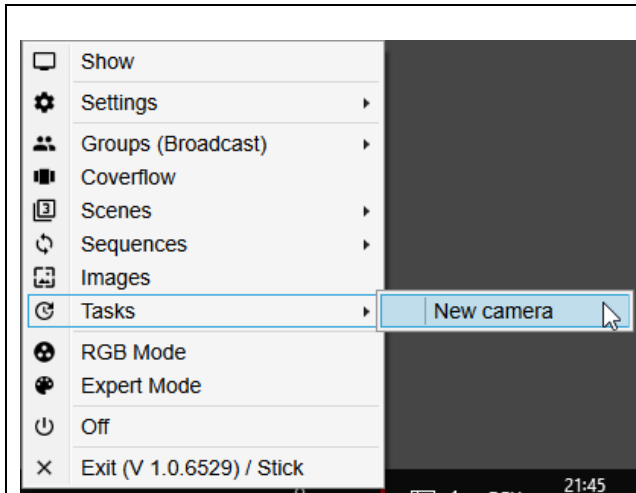 Show
Settings
Groups (Broadcast)
Coverflow
Scenes
Sequences
Images
Tasks
New camera
RGB Mode
Expert Mode
Off
Exit (V 1.0.6529) / Stick
21:45